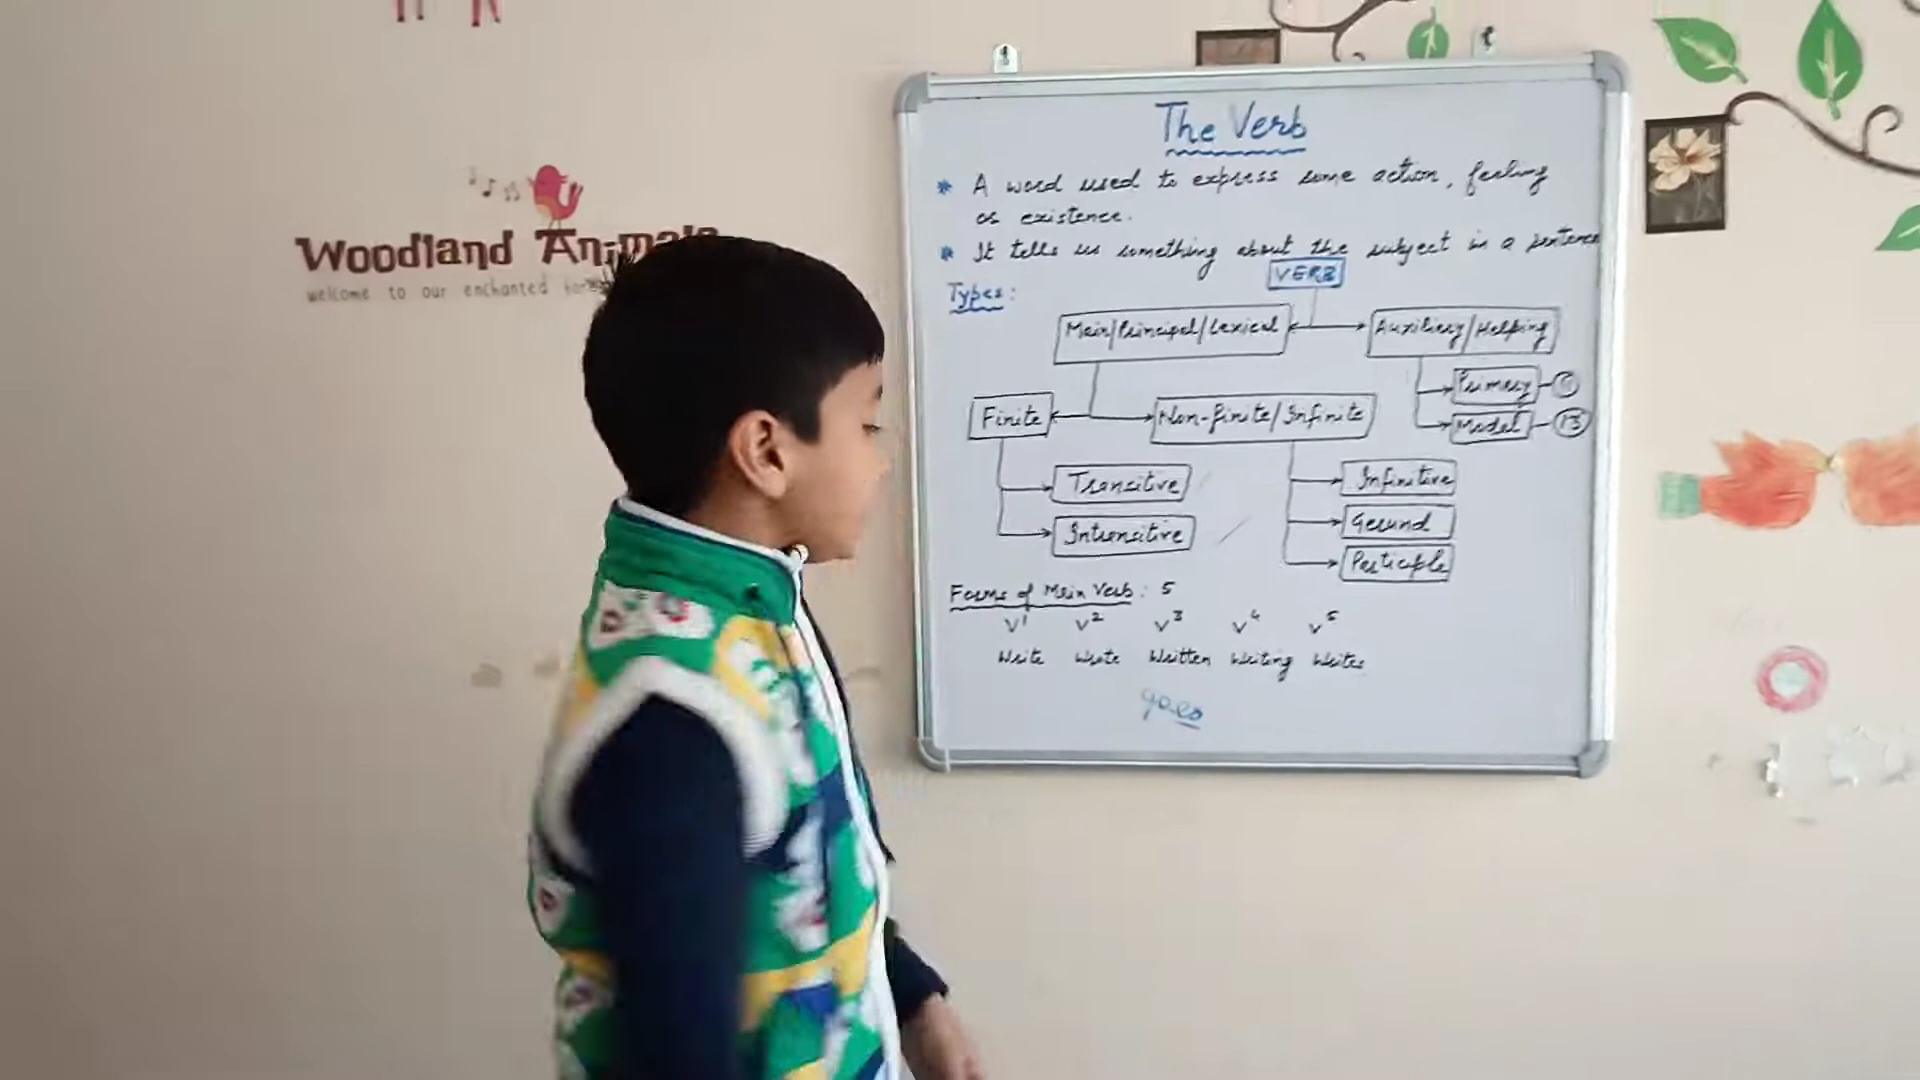 Woodland Animals
welcome to our enchanted
The Verb
* A word used to express some action, feeling
or existence.
* It tells us something about the subject in a sentence
VERB
Types:
Main/Principal/Lexical
Auxiliary/Helping
Primary
Finite
Non-finite/Infinite
Modal - 13
Transitive
Infinitive
Intransitive
Gerund
Participle
Forms of Main Verb: 5
V1 V2 V3 V4 V5
Write Wrote Written Writing Writes
goes